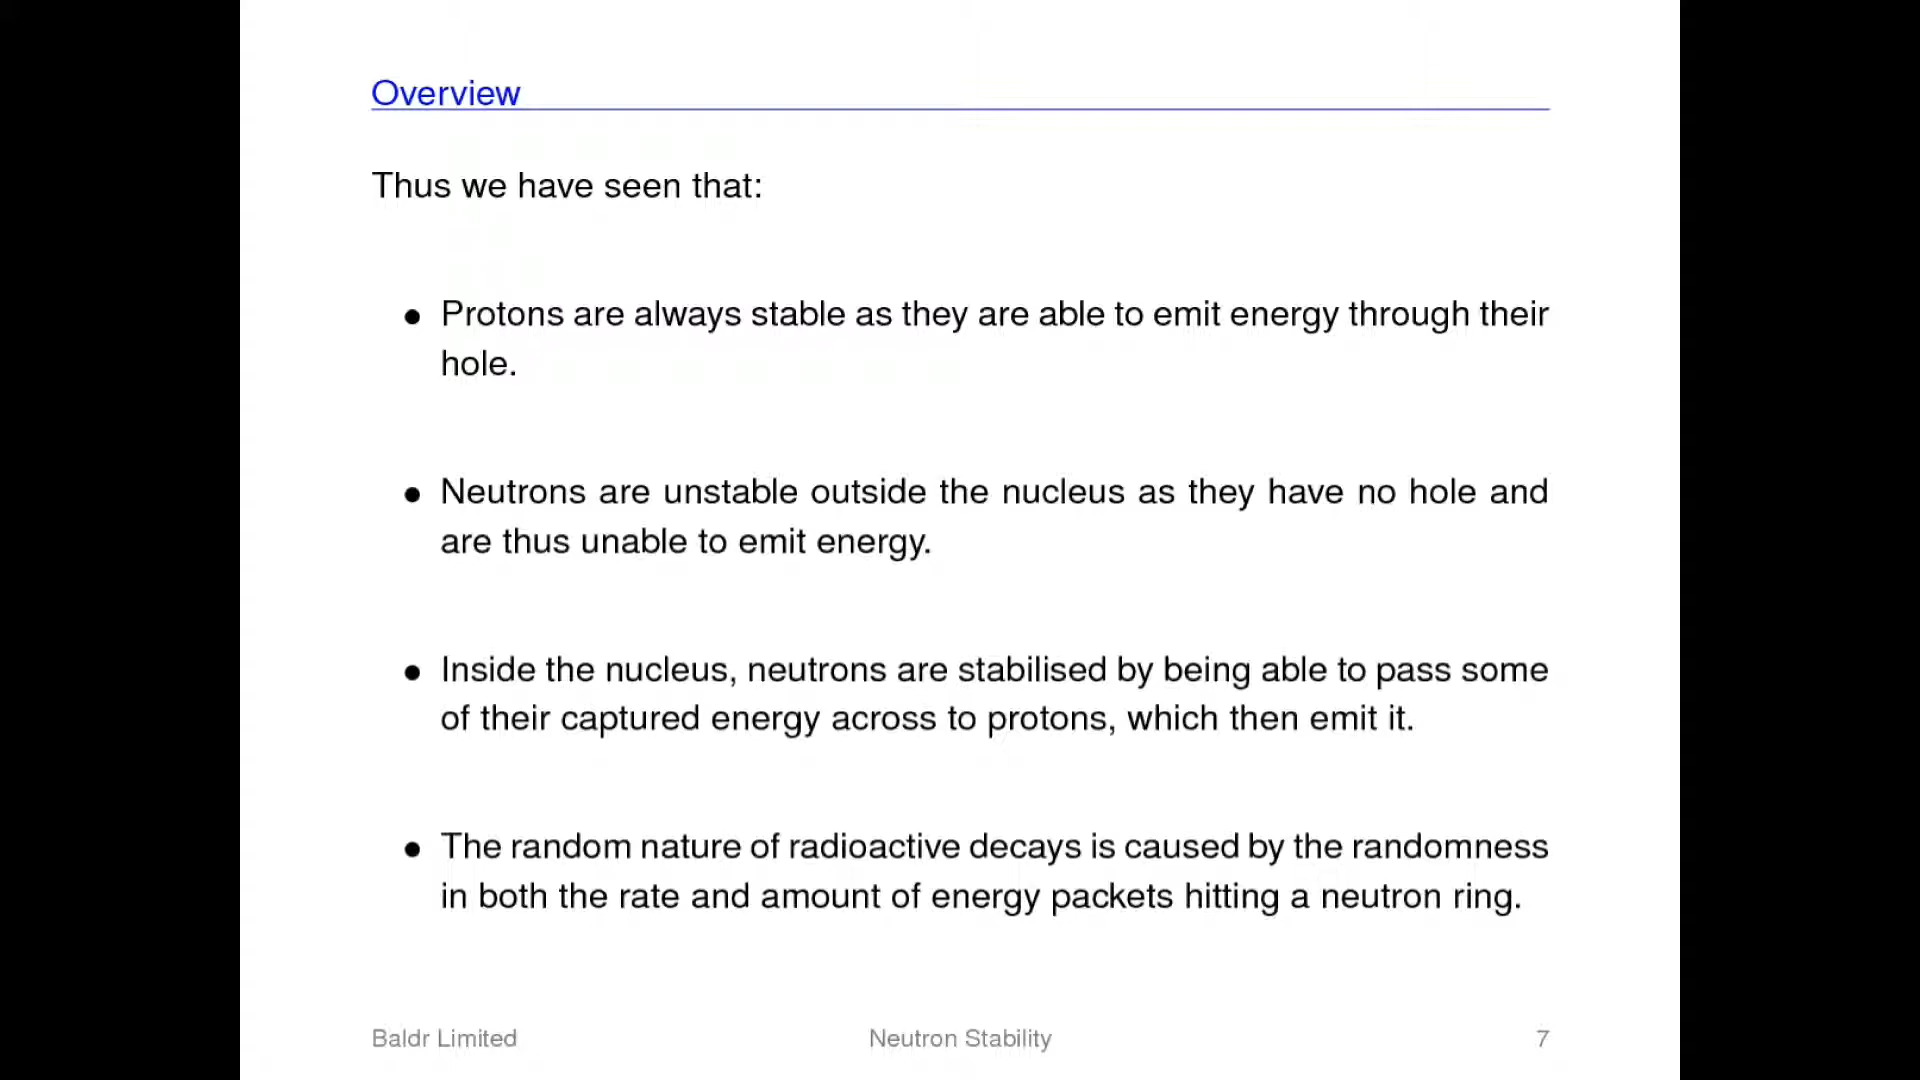 Overview
Thus we have seen that:
● Protons are always stable as they are able to emit energy through their
hole.
● Neutrons are unstable outside the nucleus as they have no hole and
are thus unable to emit energy.
● Inside the nucleus, neutrons are stabilised by being able to pass some
of their captured energy across to protons, which then emit it.
● The random nature of radioactive decays is caused by the randomness
in both the rate and amount of energy packets hitting a neutron ring.
Baldr Limited Neutron Stability 7